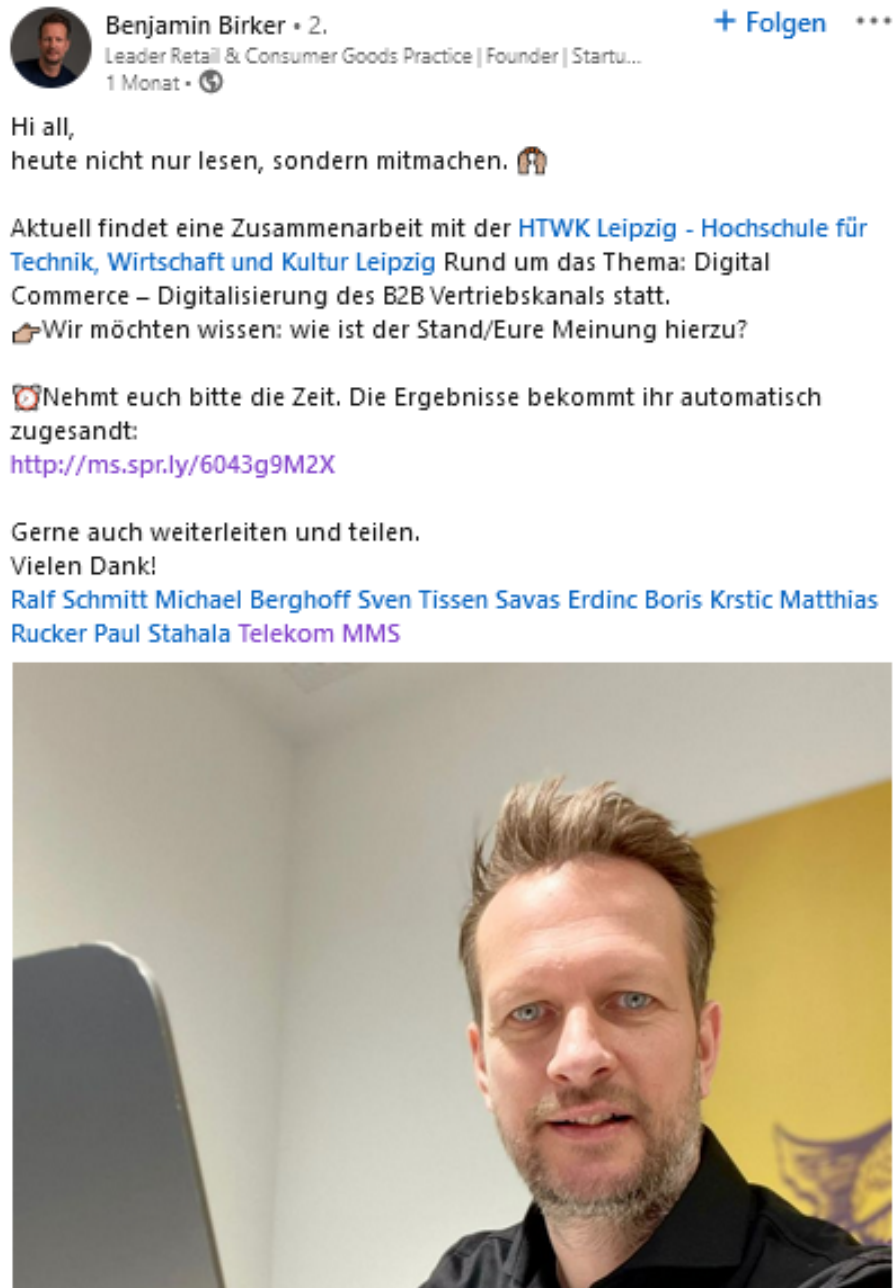 Benjamin Birker • 2.
+ Folgen
Leader Retail & Consumer Goods Practice | Founder | Startu...
1 Monat •
Hi all,
heute nicht nur lesen, sondern mitmachen. 🙌🏼
Aktuell findet eine Zusammenarbeit mit der HTWK Leipzig - Hochschule für
Technik, Wirtschaft und Kultur Leipzig Rund um das Thema: Digital
Commerce – Digitalisierung des B2B Vertriebskanals statt.
👉🏼Wir möchten wissen: wie ist der Stand/Eure Meinung hierzu?
⏰Nehmt euch bitte die Zeit. Die Ergebnisse bekommt ihr automatisch
zugesandt:
http://ms.spr.ly/6043g9M2X
Gerne auch weiterleiten und teilen.
Vielen Dank!
Ralf Schmitt Michael Berghoff Sven Tissen Savas Erdinc Boris Krstic Matthias
Rucker Paul Stahala Telekom MMS